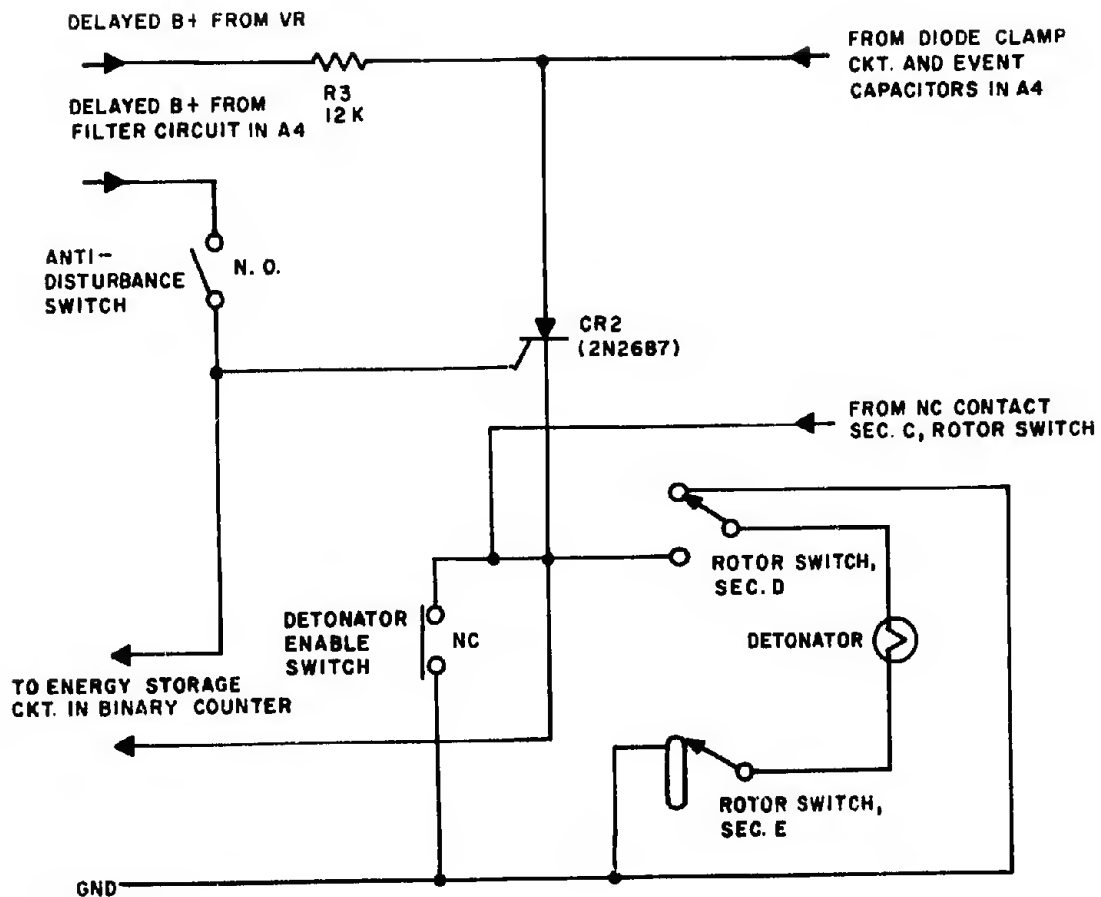 DELAYED B+ FROM VR
FROM DIODE CLAMP
CKT. AND EVENT
CAPACITORS IN A4
R3
12K
DELAYED B+ FROM
FILTER CIRCUIT IN A4
ANTI-
DISTURBANCE
SWITCH
N.O.
CR2
(2N2687)
FROM NC CONTACT
SEC. C, ROTOR SWITCH
ROTOR SWITCH,
SEC. D
DETONATOR
ENABLE
SWITCH
NC
DETONATOR
TO ENERGY STORAGE
CKT. IN BINARY COUNTER
ROTOR SWITCH,
SEC. E
GND